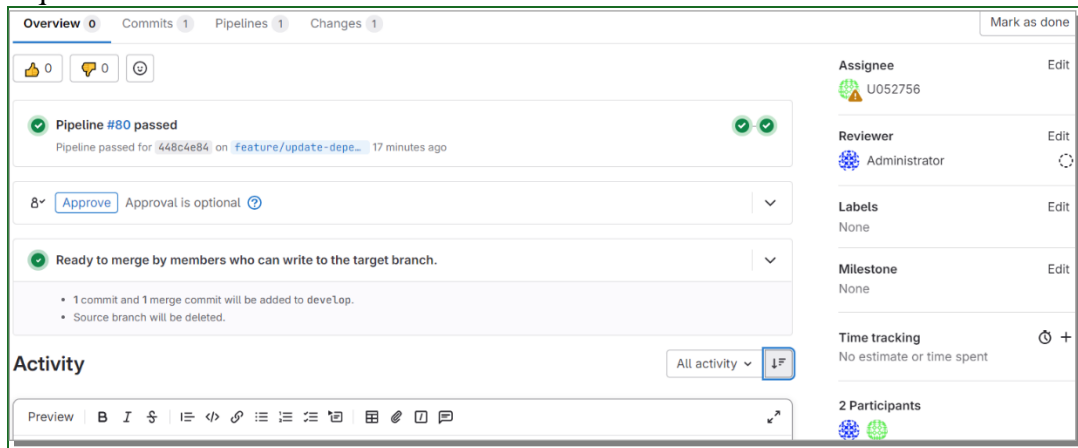 Overview 0 Commits 1 Pipelines 1 Changes 1
Mark as done
0 0
Pipeline #80 passed
Pipeline passed for 448c4e84 on feature/update-depe… 17 minutes ago
Approve Approval is optional
Ready to merge by members who can write to the target branch.
1 commit and 1 merge commit will be added to develop.
Source branch will be deleted.
Activity
All activity
Preview B I S
Assignee Edit
U052756
Reviewer Edit
Administrator
Labels Edit
None
Milestone Edit
None
Time tracking
No estimate or time spent
2 Participants